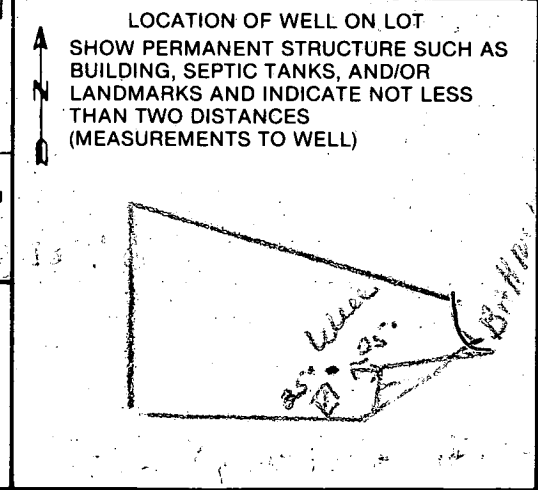 LOCATION OF WELL ON LOT
SHOW PERMANENT STRUCTURE SUCH AS
BUILDING, SEPTIC TANKS, AND/OR
N LANDMARKS AND INDICATE NOT LESS
THAN TWO DISTANCES
(MEASUREMENTS TO WELL)
Well